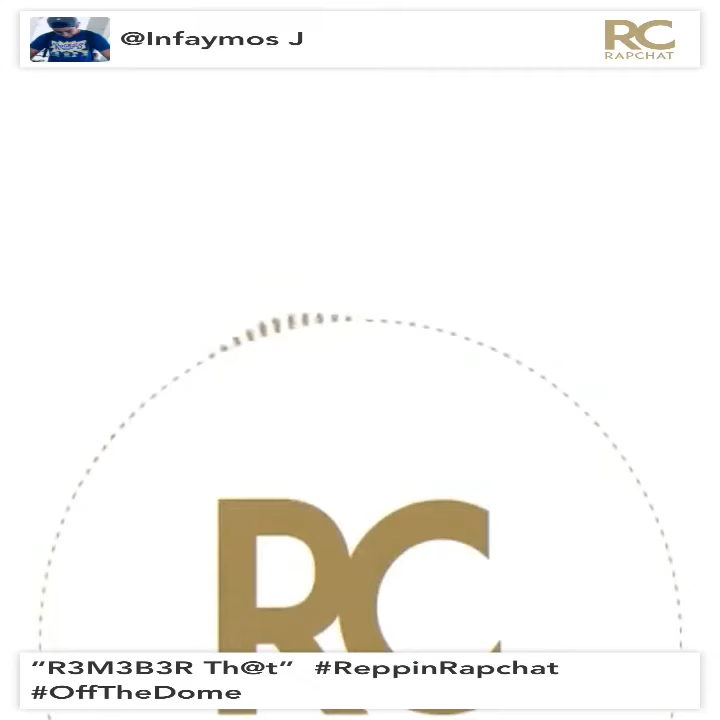 @Infaymos J
RC
RAPCHAT
RC
“R3M3B3R Th@t” #ReppinRapchat
#OffTheDome